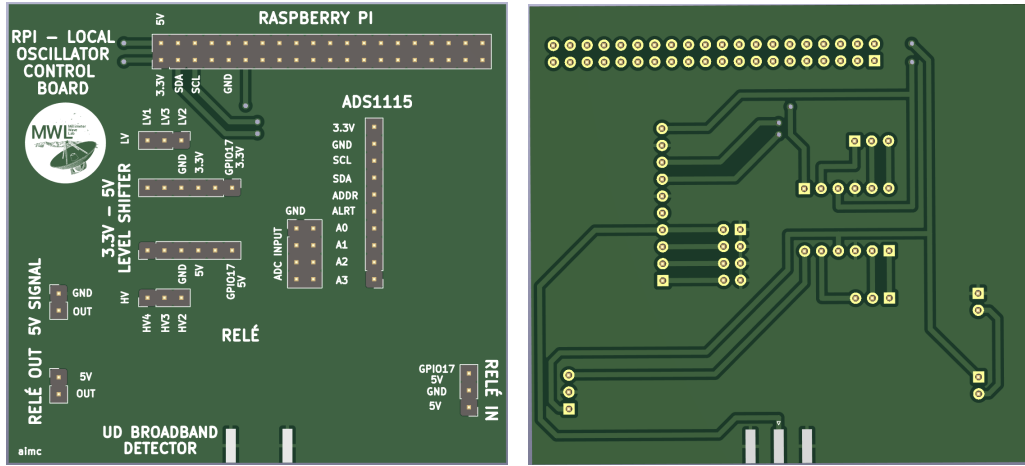 5V
RASPBERRY PI
RPI – LOCAL
OSCILLATOR
CONTROL
BOARD
3.3V
SDA
SCL
GND
ADS1115
MWL
LV1
LV3
LV2
LV
GND
3.3V
GPIO17
3.3V
3.3V – 5V
LEVEL SHIFTER
3.3V
GND
SCL
SDA
ADDR
ALRT
A0
A1
A2
A3
GND
ADC INPUT
GND
5V
GPIO17
5V
HV
HV4
HV3
HV2
5V SIGNAL
GND
OUT
RELÉ
RELÉ OUT
5V
OUT
GPIO17
5V
GND
5V
RELÉ IN
UD BROADBAND
DETECTOR
aimc